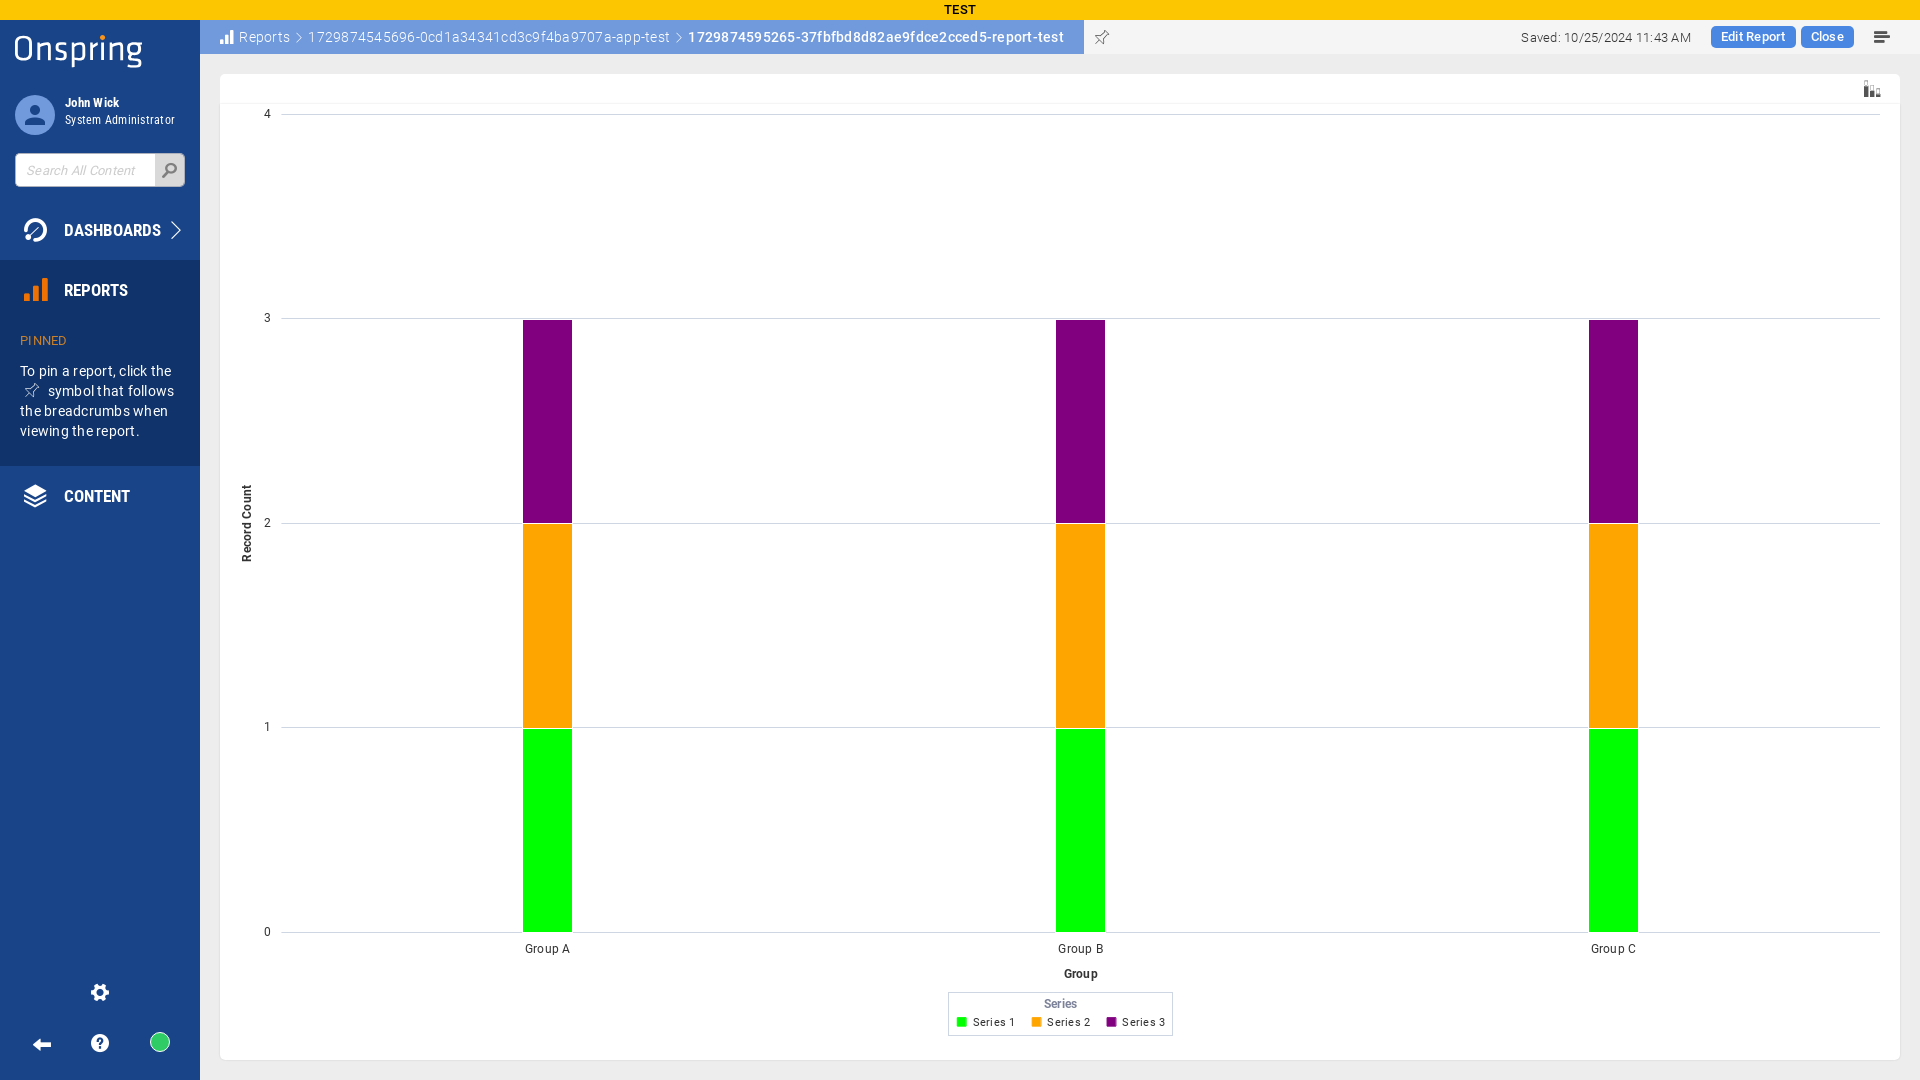 TEST
Onspring
Reports
1729874545696-0cd1a34341cd3c9f4ba9707a-app-test
1729874595265-37fbfbd8d82ae9fdce2cced5-report-test
Saved: 10/25/2024 11:43 AM
Edit Report
Close
John Wick
System Administrator
Search All Content
DASHBOARDS
REPORTS
PINNED
To pin a report, click the
symbol that follows
the breadcrumbs when
viewing the report.
CONTENT
4
3
2
1
0
Record Count
Group A
Group B
Group C
Group
Series
Series 1
Series 2
Series 3